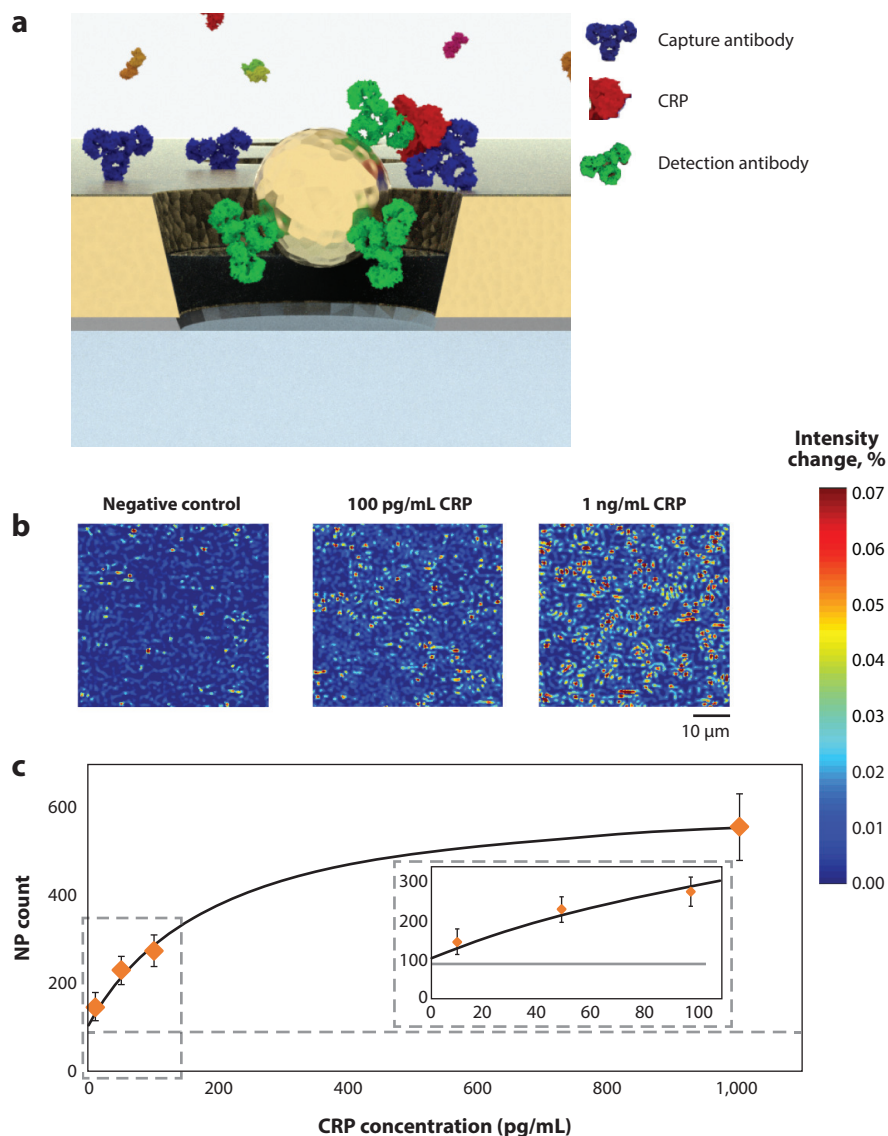 a
Capture antibody
CRP
Detection antibody
Intensity
change, %
b
Negative control
100 pg/mL CRP
1 ng/mL CRP
0.07
0.06
0.05
0.04
0.03
0.02
0.01
0.00
10 µm
c
NP count
600
400
200
0
0
200
400
600
800
1,000
300
200
100
0
0
20
40
60
80
100
CRP concentration (pg/mL)